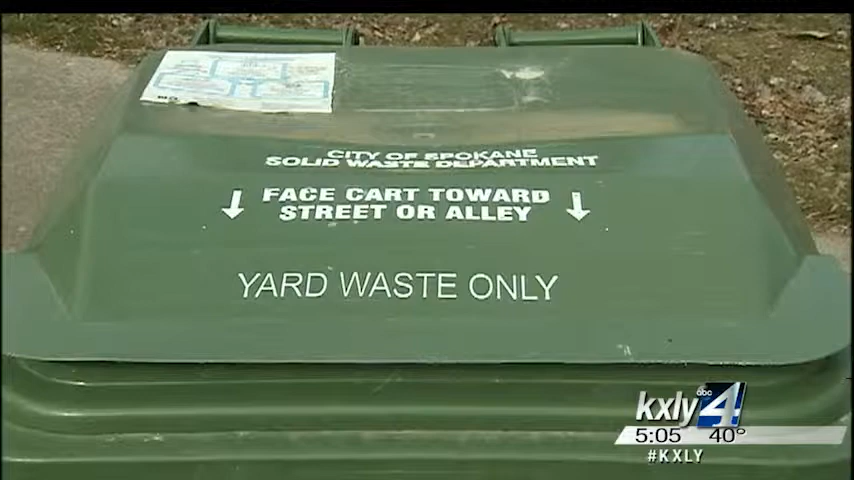 CITY OF SPOKANE
SOLID WASTE DEPARTMENT
FACE CART TOWARD
STREET OR ALLEY
YARD WASTE ONLY
kxly abc 4
5:05 40°
#KXLY